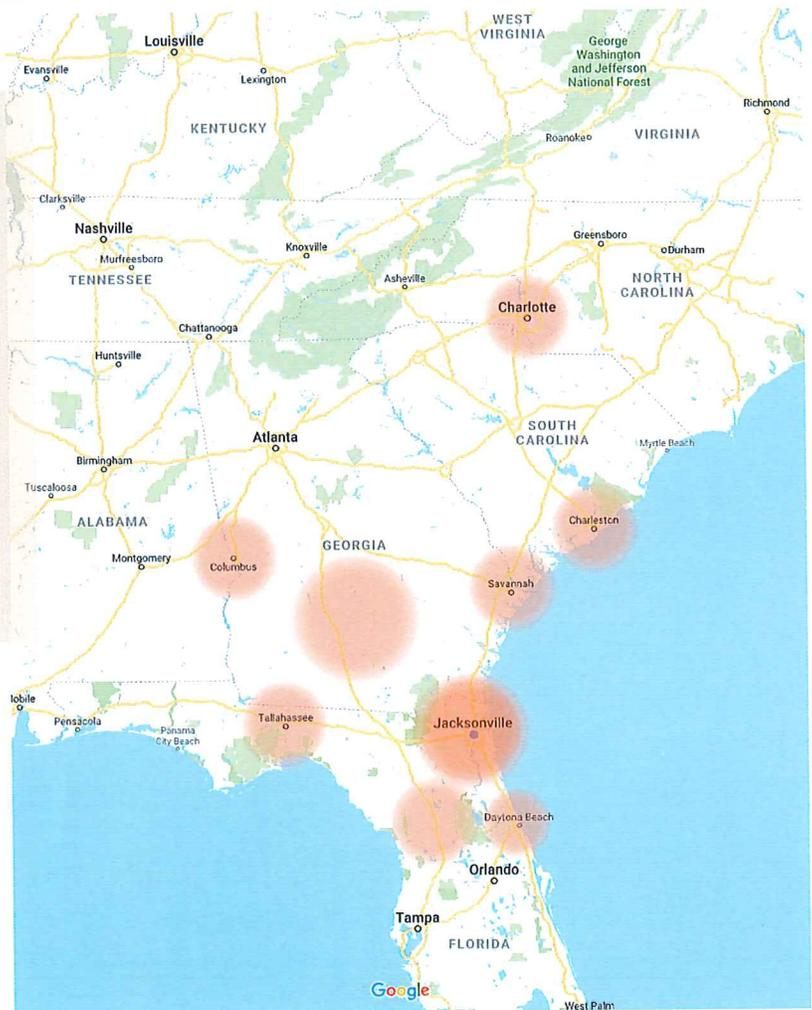 WEST
VIRGINIA
George
Washington
and Jefferson
National Forest
Louisville
Evansville
Lexington
Richmond
KENTUCKY
Roanoke
VIRGINIA
Clarksville
Nashville
Greensboro
Durham
Knoxville
Murfreesboro
TENNESSEE
Asheville
NORTH
CAROLINA
Charlotte
Chattanooga
Huntsville
Atlanta
SOUTH
CAROLINA
Myrtle Beach
Birmingham
Tuscaloosa
ALABAMA
Charleston
GEORGIA
Montgomery
Columbus
Savannah
lobile
Pensacola
Panama
City Beach
Tallahassee
Jacksonville
Daytona Beach
Orlando
Tampa
FLORIDA
Google
West Palm